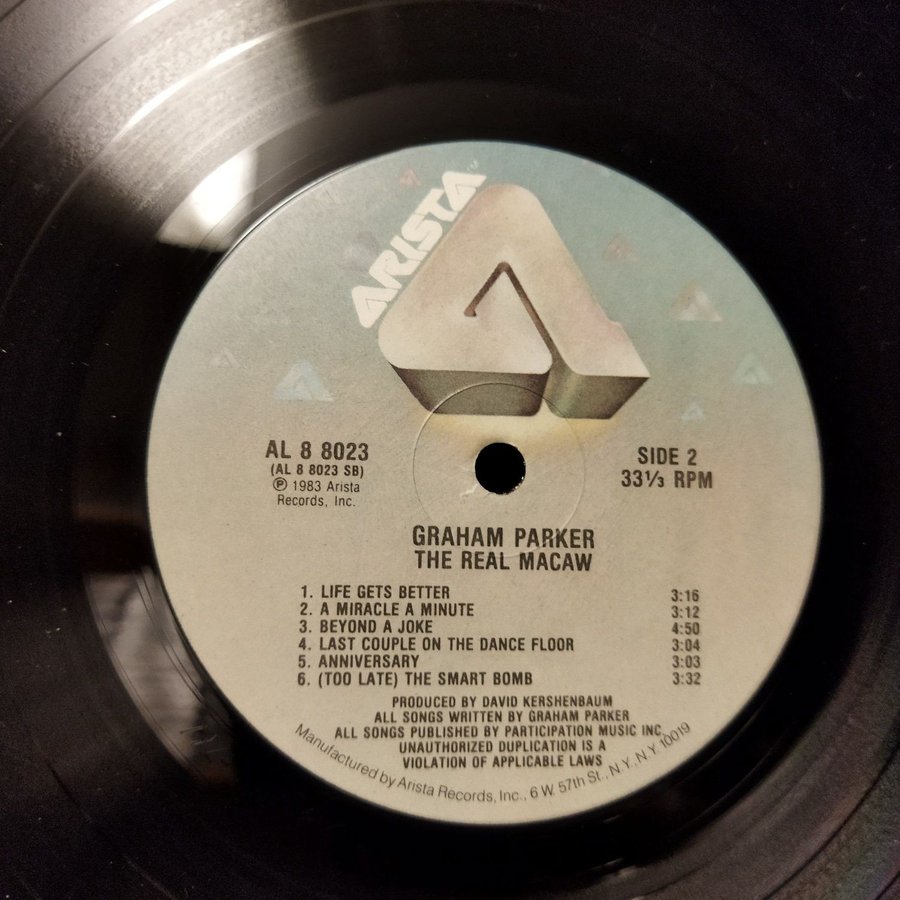 ARISTA
AL 8 8023
(AL 8 8023 SB)
℗ 1983 Arista
Records, Inc.
SIDE 2
33⅓ RPM
GRAHAM PARKER
THE REAL MACAW
1. LIFE GETS BETTER 3:16
2. A MIRACLE A MINUTE 3:12
3. BEYOND A JOKE 4:50
4. LAST COUPLE ON THE DANCE FLOOR 3:04
5. ANNIVERSARY 3:03
6. (TOO LATE) THE SMART BOMB 3:32
PRODUCED BY DAVID KERSHENBAUM
ALL SONGS WRITTEN BY GRAHAM PARKER
ALL SONGS PUBLISHED BY PARTICIPATION MUSIC INC.
UNAUTHORIZED DUPLICATION IS A
VIOLATION OF APPLICABLE LAWS
Manufactured by Arista Records, Inc., 6 W. 57th St., N.Y., N.Y. 10019